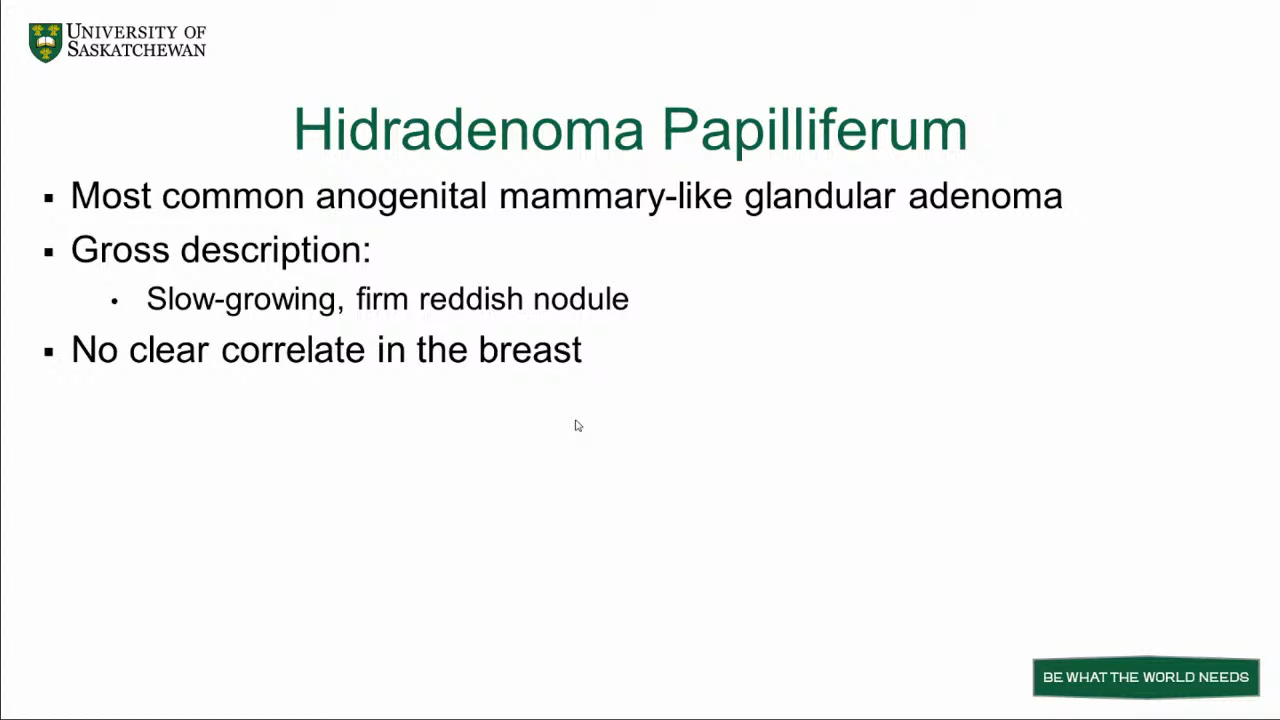 UNIVERSITY OF
SASKATCHEWAN
Hidradenoma Papilliferum
▪ Most common anogenital mammary-like glandular adenoma
▪ Gross description:
• Slow-growing, firm reddish nodule
▪ No clear correlate in the breast
BE WHAT THE WORLD NEEDS